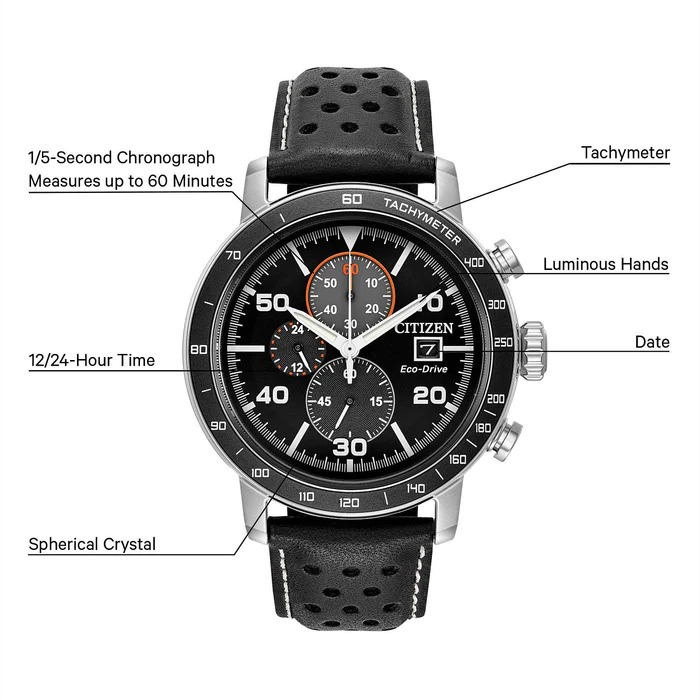 1/5-Second Chronograph
Measures up to 60 Minutes
Tachymeter
Luminous Hands
Date
12/24-Hour Time
Spherical Crystal
60
TACHYMETER
400
300
250
200
180
160
140
120
110
100
90
80
70
60
50 10
40 20
30
50
10
CITIZEN
7
Eco-Drive
24
12
60
45 15
40 20
30